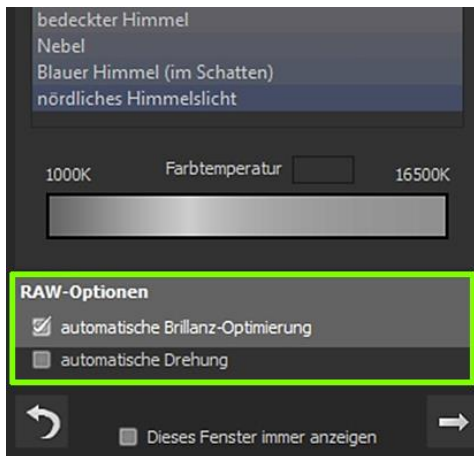 bedeckter Himmel
Nebel
Blauer Himmel (im Schatten)
nördliches Himmelslicht
1000K Farbtemperatur 16500K
RAW-Optionen
automatische Brillanz-Optimierung
automatische Drehung
Dieses Fenster immer anzeigen